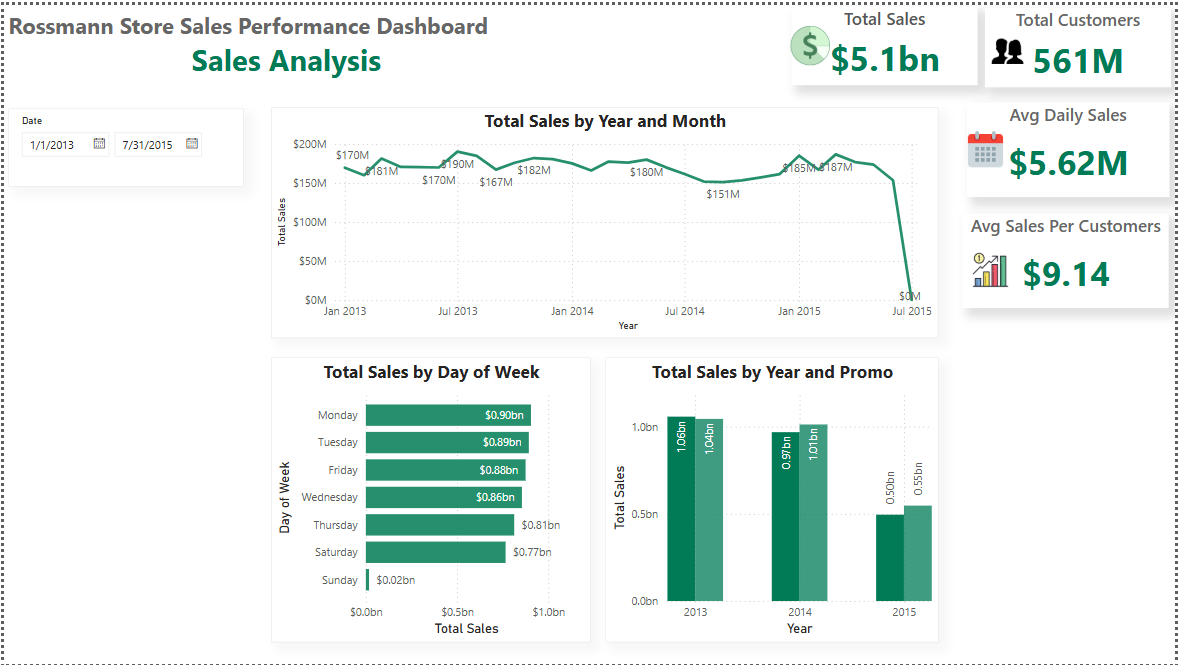 Rossmann Store Sales Performance Dashboard
Sales Analysis
Total Sales
$5.1bn
Total Customers
561M
Date
1/1/2013
7/31/2015
Avg Daily Sales
$5.62M
Avg Sales Per Customers
$9.14
Total Sales by Year and Month
Total Sales
$200M
$150M
$100M
$50M
$0M
$170M
$181M
$170M
$190M
$167M
$182M
$180M
$151M
$185M
$187M
$0M
Jan 2013
Jul 2013
Jan 2014
Jul 2014
Jan 2015
Jul 2015
Year
Total Sales by Day of Week
Day of Week
Monday $0.90bn
Tuesday $0.89bn
Friday $0.88bn
Wednesday $0.86bn
Thursday $0.81bn
Saturday $0.77bn
Sunday $0.02bn
$0.0bn $0.5bn $1.0bn
Total Sales
Total Sales by Year and Promo
Total Sales
1.0bn
0.5bn
0.0bn
1.06bn
1.04bn
0.97bn
1.01bn
0.50bn
0.55bn
2013 2014 2015
Year